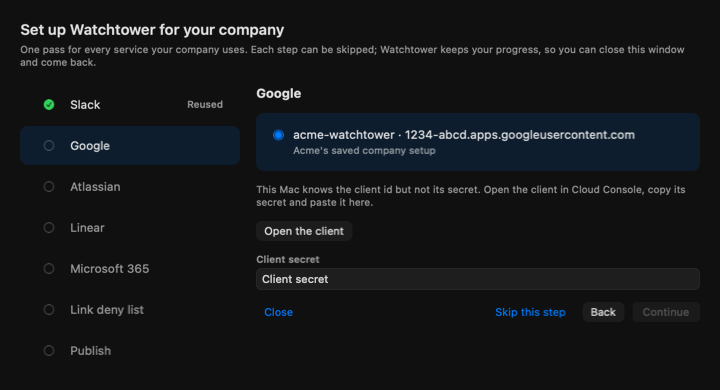 Set up Watchtower for your company
One pass for every service your company uses. Each step can be skipped; Watchtower keeps your progress, so you can close this window
and come back.
Slack
Reused
Google
Atlassian
Linear
Microsoft 365
Link deny list
Publish
Google
acme-watchtower · 1234-abcd.apps.googleusercontent.com
Acme's saved company setup
This Mac knows the client id but not its secret. Open the client in Cloud Console, copy its
secret and paste it here.
Open the client
Client secret
Client secret
Close
Skip this step
Back
Continue